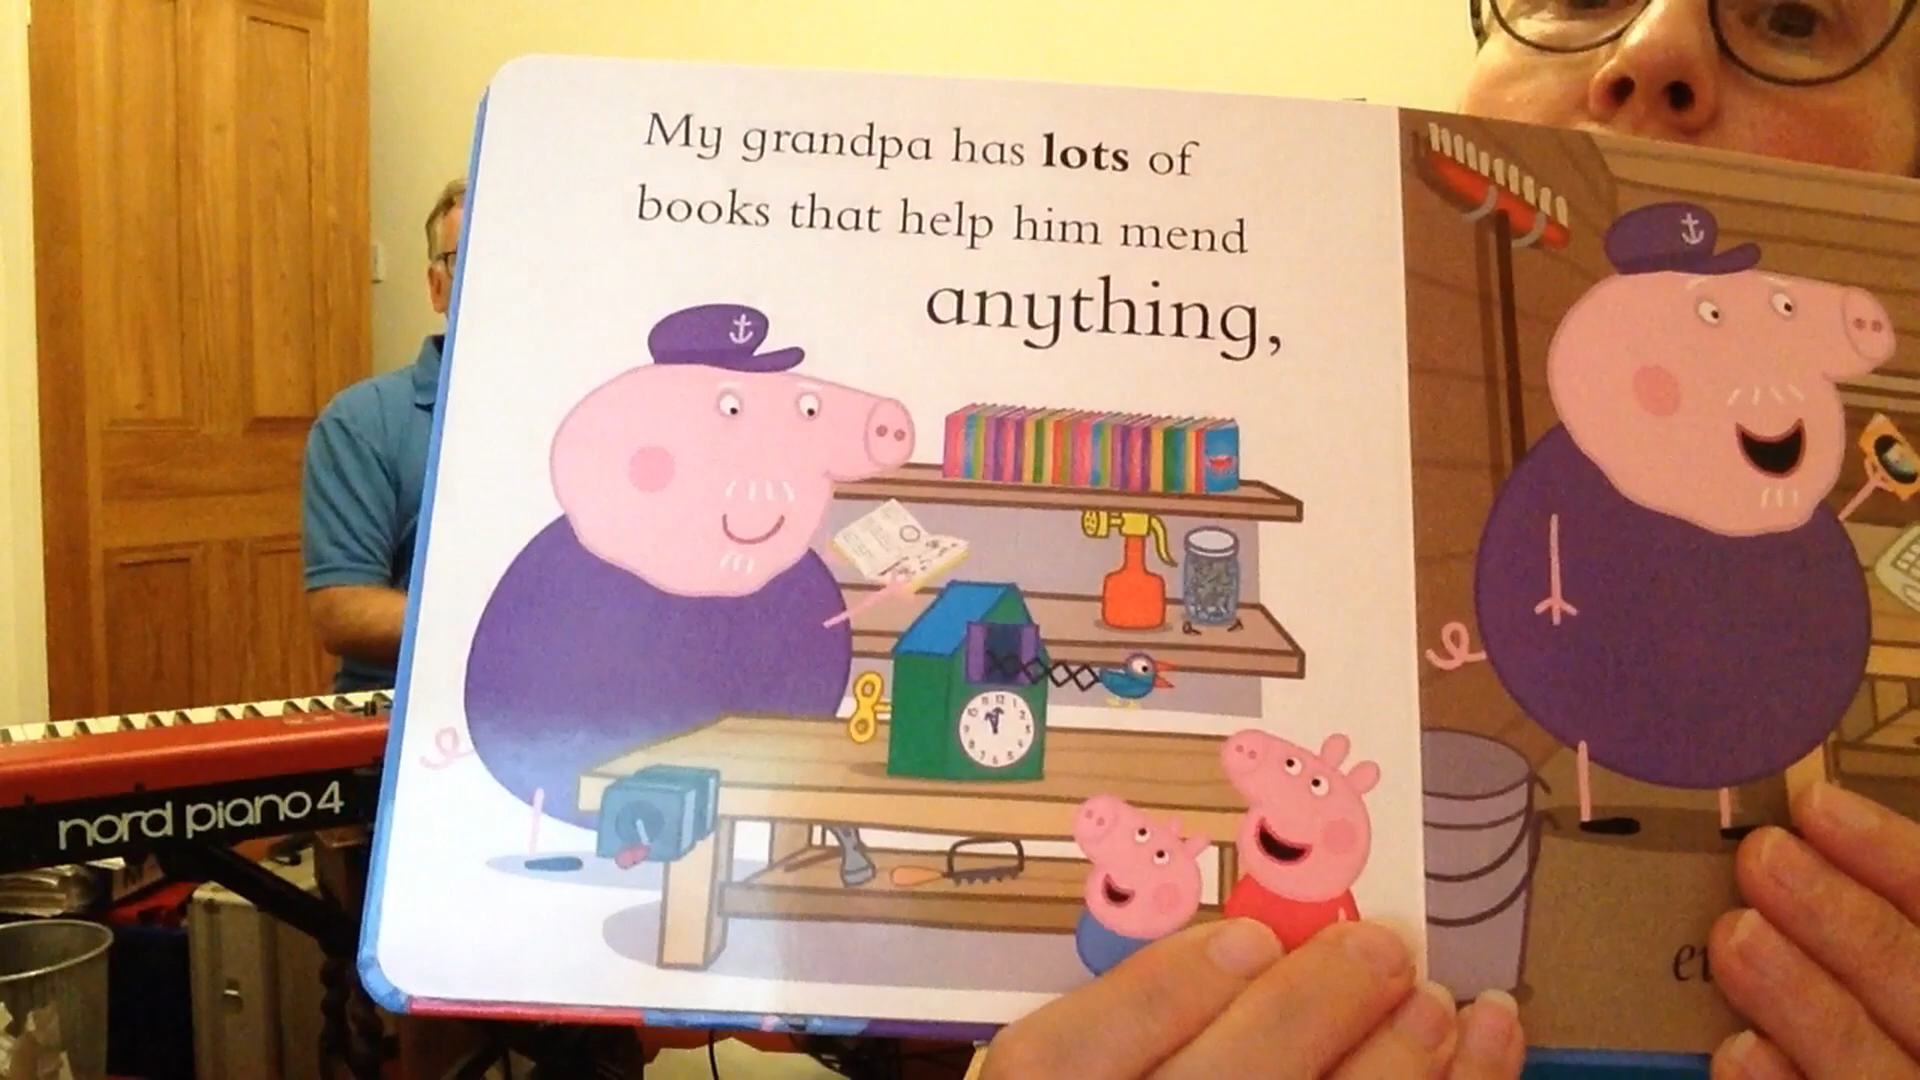 My grandpa has lots of
books that help him mend
anything,
nord piano 4